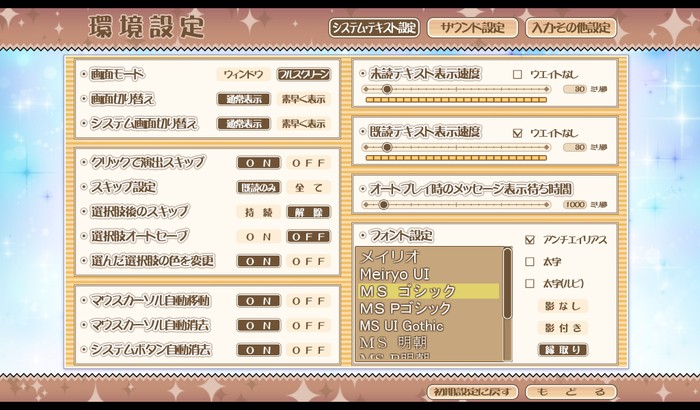 環境設定
システムテキスト設定 サウンド設定 入力その他設定
画面モード ウィンドウ フルスクリーン
画面切り替え 通常表示 素早く表示
システム画面切り替え 通常表示 素早く表示
クリックで演出スキップ ON OFF
スキップ設定 既読のみ 全て
選択肢後のスキップ 持続 解除
選択肢オートセーブ ON OFF
選んだ選択肢の色を変更 ON OFF
マウスカーソル自動移動 ON OFF
マウスカーソル自動消去 ON OFF
システムボタン自動消去 ON OFF
未読テキスト表示速度 ウエイトなし
30 ミリ秒
既読テキスト表示速度 ウエイトなし
30 ミリ秒
オートプレイ時のメッセージ表示待ち時間
1000 ミリ秒
フォント設定
メイリオ
Meiryo UI
ＭＳ ゴシック
ＭＳ Pゴシック
MS UI Gothic
ＭＳ 明朝
ＭＳ P明朝
アンチエイリアス
太字
太字(ルビ)
影なし
影付き
縁取り
初期設定に戻す もどる